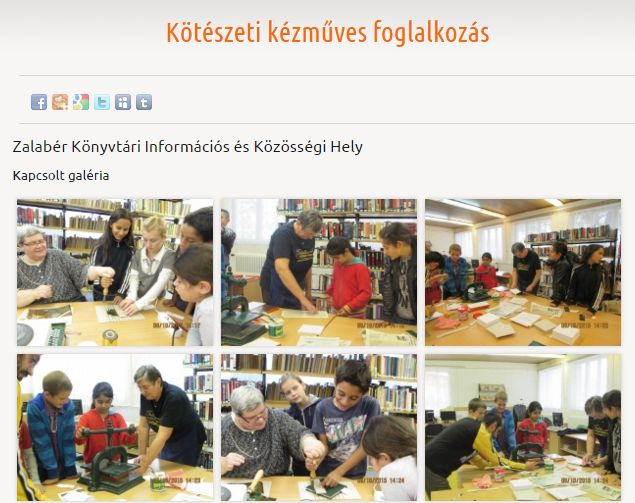 Kötészeti kézműves foglalkozás
Zalabér Könyvtári Információs és Közösségi Hely
Kapcsolt galéria